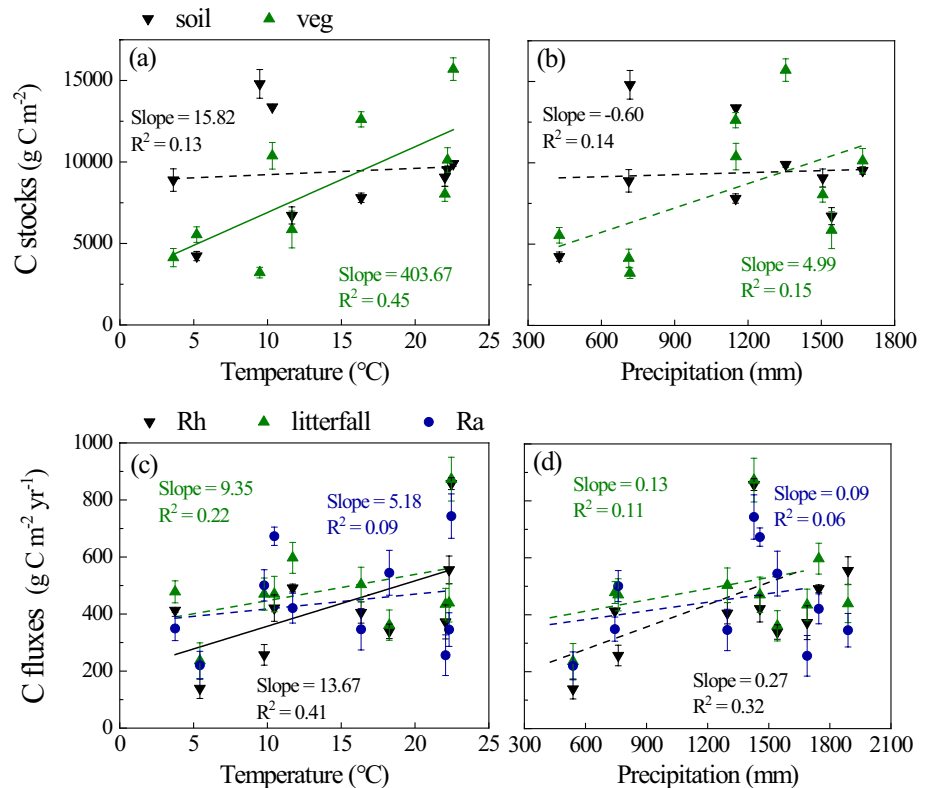 soil veg
(a)
C stocks (g C m-2)
15000
10000
5000
0
Slope = 15.82
R2 = 0.13
Slope = 403.67
R2 = 0.45
0 5 10 15 20 25
Temperature (°C)
(b)
Slope = -0.60
R2 = 0.14
Slope = 4.99
R2 = 0.15
300 600 900 1200 1500 1800
Precipitation (mm)
Rh litterfall Ra
(c)
C fluxes (g C m-2 yr-1)
1000
800
600
400
200
0
Slope = 9.35
R2 = 0.22
Slope = 5.18
R2 = 0.09
Slope = 13.67
R2 = 0.41
0 5 10 15 20 25
Temperature (°C)
(d)
Slope = 0.13
R2 = 0.11
Slope = 0.09
R2 = 0.06
Slope = 0.27
R2 = 0.32
300 600 900 1200 1500 1800 2100
Precipitation (mm)